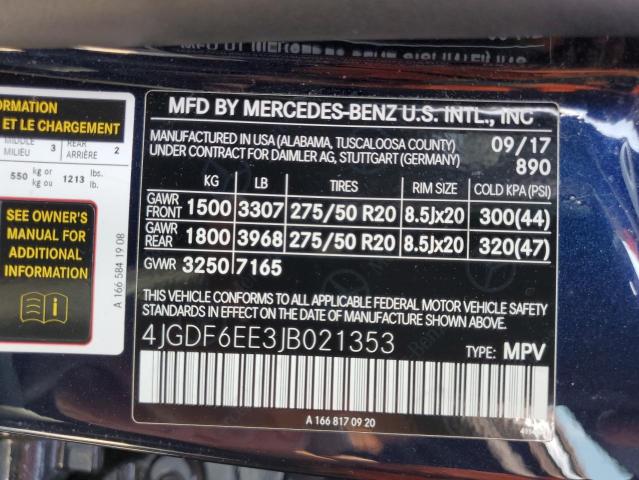 ORMATION
ET LE CHARGEMENT
MIDDLE
MILIEU 3 REAR
ARRIÈRE 2
550 kg or
kg ou 1213 lbs.
lb.
SEE OWNER'S
MANUAL FOR
ADDITIONAL
A 166 584 19 08
MFD BY MERCEDES-BENZ U.S. INTL., INC
MANUFACTURED IN USA (ALABAMA, TUSCALOOSA COUNTY) 09/17
UNDER CONTRACT FOR DAIMLER AG, STUTTGART (GERMANY) 890
KG LB TIRES RIM SIZE COLD KPA (PSI)
GAWR
FRONT 1500 3307 275/50 R20 8.5Jx20 300(44)
GAWR
REAR 1800 3968 275/50 R20 8.5Jx20 320(47)
GVWR 3250 7165
THIS VEHICLE CONFORMS TO ALL APPLICABLE FEDERAL MOTOR VEHICLE SAFETY
STANDARDS IN EFFECT ON THE DATE OF MANUFACTURE SHOWN ABOVE.
4JGDF6EE3JB021353 TYPE: MPV
A 166 817 09 20